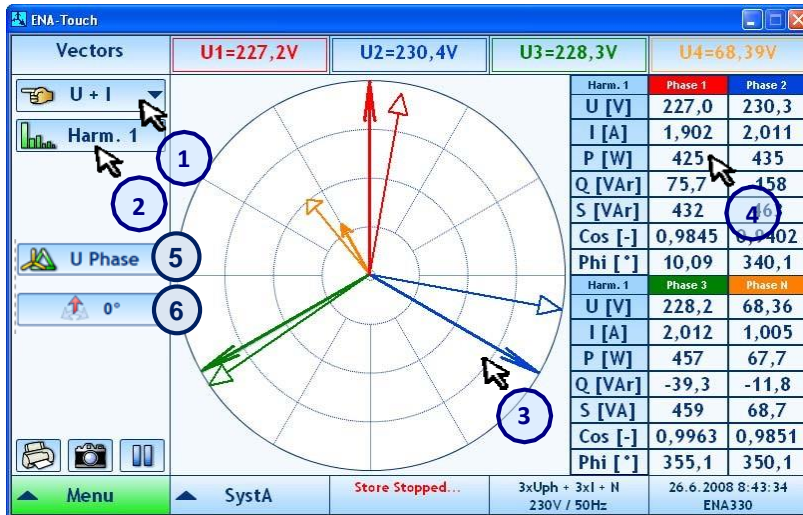 ENA-Touch
Vectors U1=227,2V U2=230,4V U3=228,3V U4=68,39V
U + I
Harm. 1
1
2
U Phase 5
0° 6
3
4
Harm. 1 Phase 1 Phase 2
U [V] 227,0 230,3
I [A] 1,902 2,011
P [W] 425 435
Q [VAr] 75,7 158
S [VAr] 432 463
Cos [-] 0,9845 0,9402
Phi [°] 10,09 340,1
Harm. 1 Phase 3 Phase N
U [V] 228,2 68,36
I [A] 2,012 1,005
P [W] 457 67,7
Q [VAr] -39,3 -11,8
S [VA] 459 68,7
Cos [-] 0,9963 0,9851
Phi [°] 355,1 350,1
Menu
SystA
Store Stopped...
3xUph + 3xI + N
230V / 50Hz
26.6.2008 8:43:34
ENA330